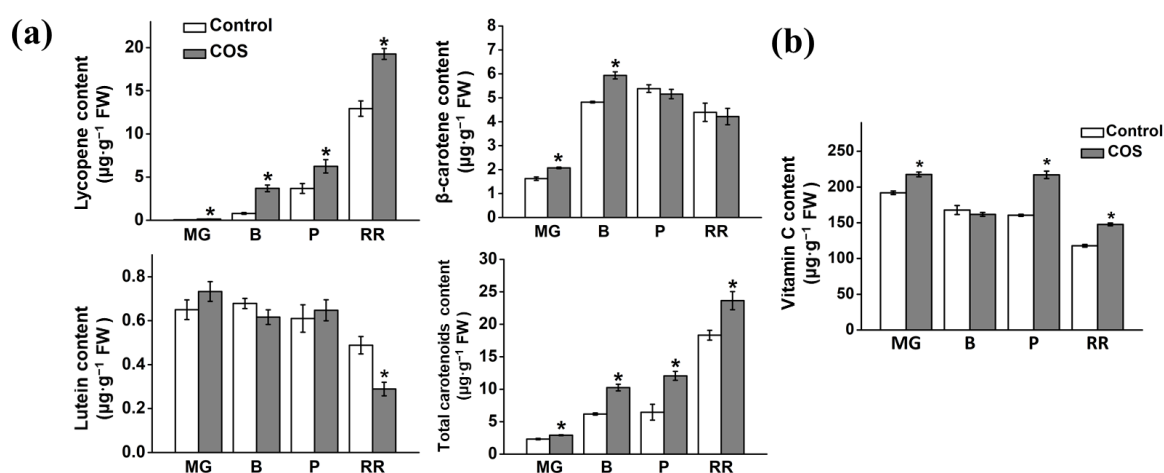 (a)
Control
COS
Lycopene content
(µg·g⁻¹ FW)
20
15
10
5
0
*
*
*
*
MG
B
P
RR
β-carotene content
(µg·g⁻¹ FW)
8
7
6
5
4
3
2
1
0
*
*
MG
B
P
RR
Lutein content
(µg·g⁻¹ FW)
0.8
0.6
0.4
0.2
0.0
*
MG
B
P
RR
Total carotenoids content
(µg·g⁻¹ FW)
30
25
20
15
10
5
0
*
*
*
*
MG
B
P
RR
(b)
Control
COS
Vitamin C content
(µg·g⁻¹ FW)
250
200
150
100
50
0
*
*
*
MG
B
P
RR